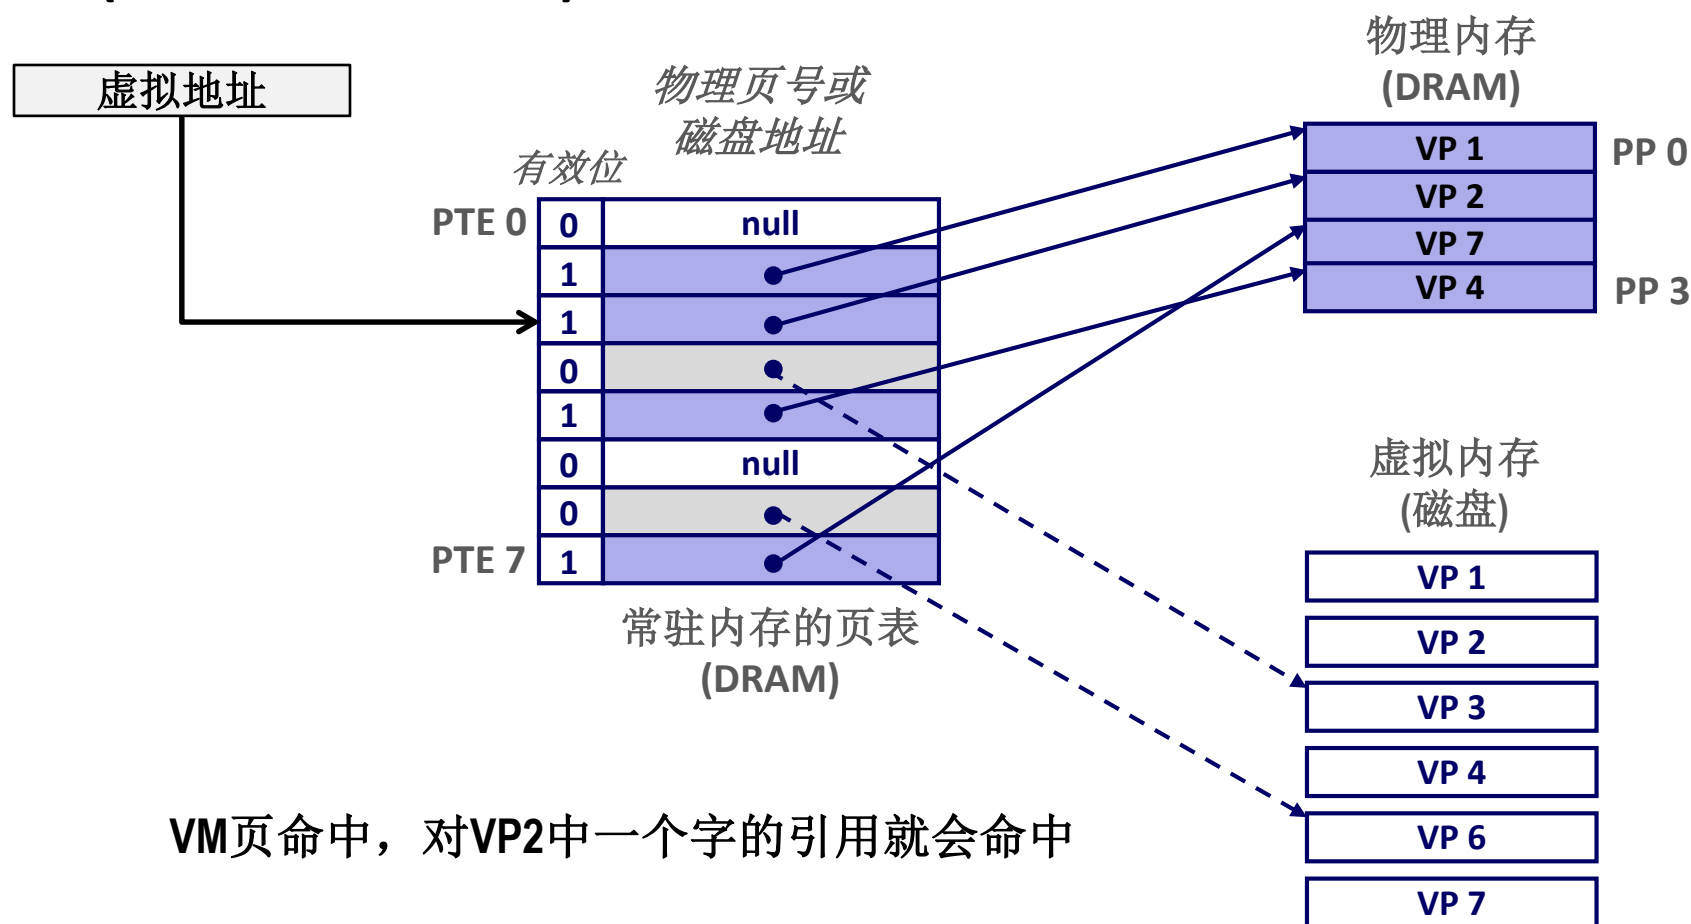 物理内存
(DRAM)
虚拟地址
物理页号或
磁盘地址
有效位
VP 1
PP 0
VP 2
VP 7
VP 4
PP 3
PTE 0
0
null
1
1
0
1
0
null
0
PTE 7
1
常驻内存的页表
(DRAM)
虚拟内存
(磁盘)
VP 1
VP 2
VP 3
VP 4
VP 6
VP 7
VM页命中，对VP2中一个字的引用就会命中